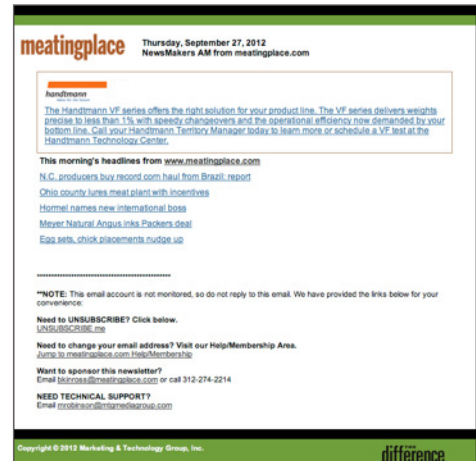 meatingplace
Thursday, September 27, 2012
NewsMakers AM from meatingplace.com
handtmann
The Handtmann VF series offers the right solution for your product line. The VF series delivers weights
precise to less than 1% with speedy changeovers and the operational efficiency now demanded by your
bottom line. Call your Handtmann Territory Manager today to learn more or schedule a VF test at the
Handtmann Technology Center.
This morning's headlines from www.meatingplace.com
N.C. producers buy record corn haul from Brazil: report
Ohio county lures meat plant with incentives
Hormel names new international boss
Meyer Natural Angus inks Packers deal
Egg sets, chick placements nudge up
**NOTE: This email account is not monitored, so do not reply to this email. We have provided the links below for your
convenience:
Need to UNSUBSCRIBE? Click below.
UNSUBSCRIBE me
Need to change your email address? Visit our Help/Membership Area.
Jump to meatingplace.com Help/Membership
Want to sponsor this newsletter?
Email bkinross@meatingplace.com or call 312-274-2214
NEED TECHNICAL SUPPORT?
Email mrobinson@mtgmediagroup.com
Copyright © 2012 Marketing & Technology Group, Inc.
différence